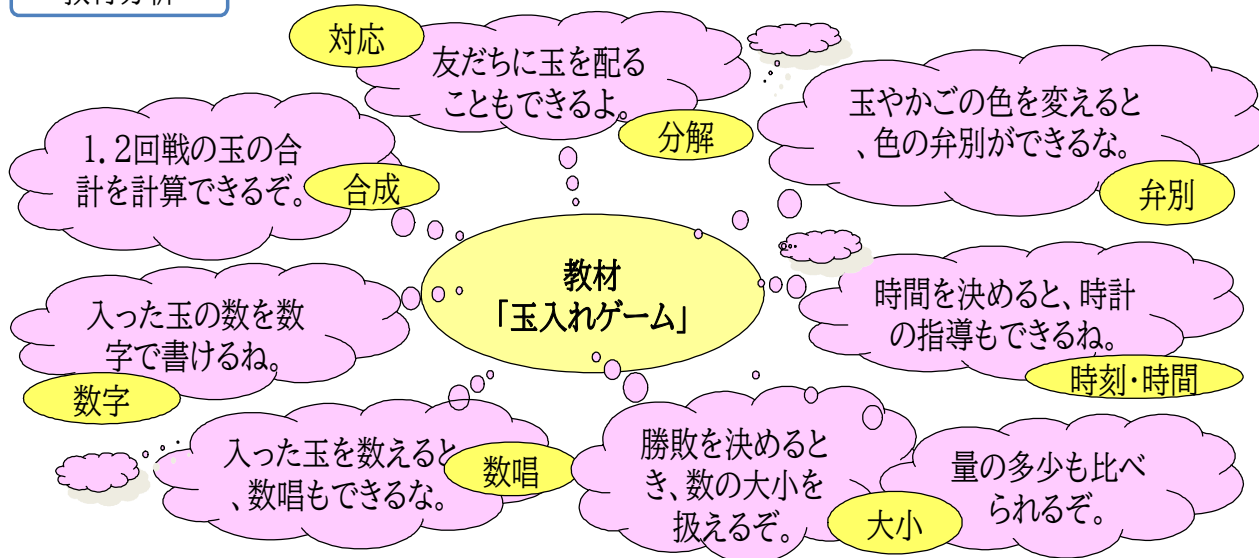 対応
友だちに玉を配る
こともできるよ。
分解
玉やかごの色を変えると
、色の弁別ができるな。
弁別
1.2回戦の玉の合
計を計算できるぞ。
合成
教材
「玉入れゲーム」
時間を決めると、時計
の指導もできるね。
時刻・時間
入った玉の数を数
字で書けるね。
数字
入った玉を数えると
、数唱もできるな。
数唱
勝敗を決めると
き、数の大小を
扱えるぞ。
大小
量の多少も比べ
られるぞ。